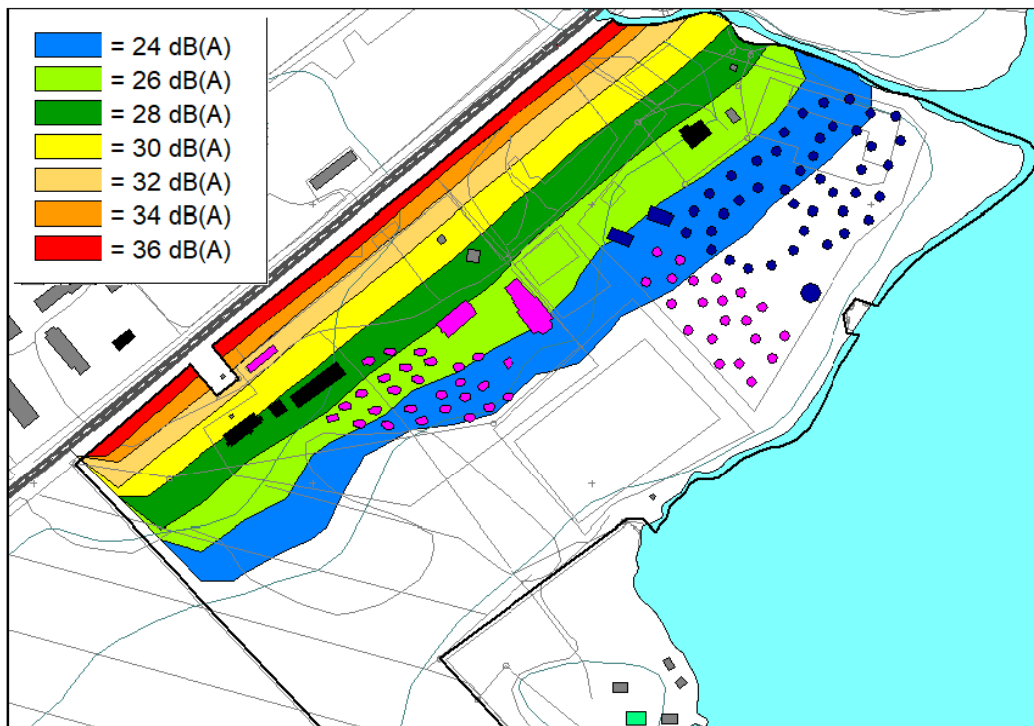 = 24 dB(A)
= 26 dB(A)
= 28 dB(A)
= 30 dB(A)
= 32 dB(A)
= 34 dB(A)
= 36 dB(A)